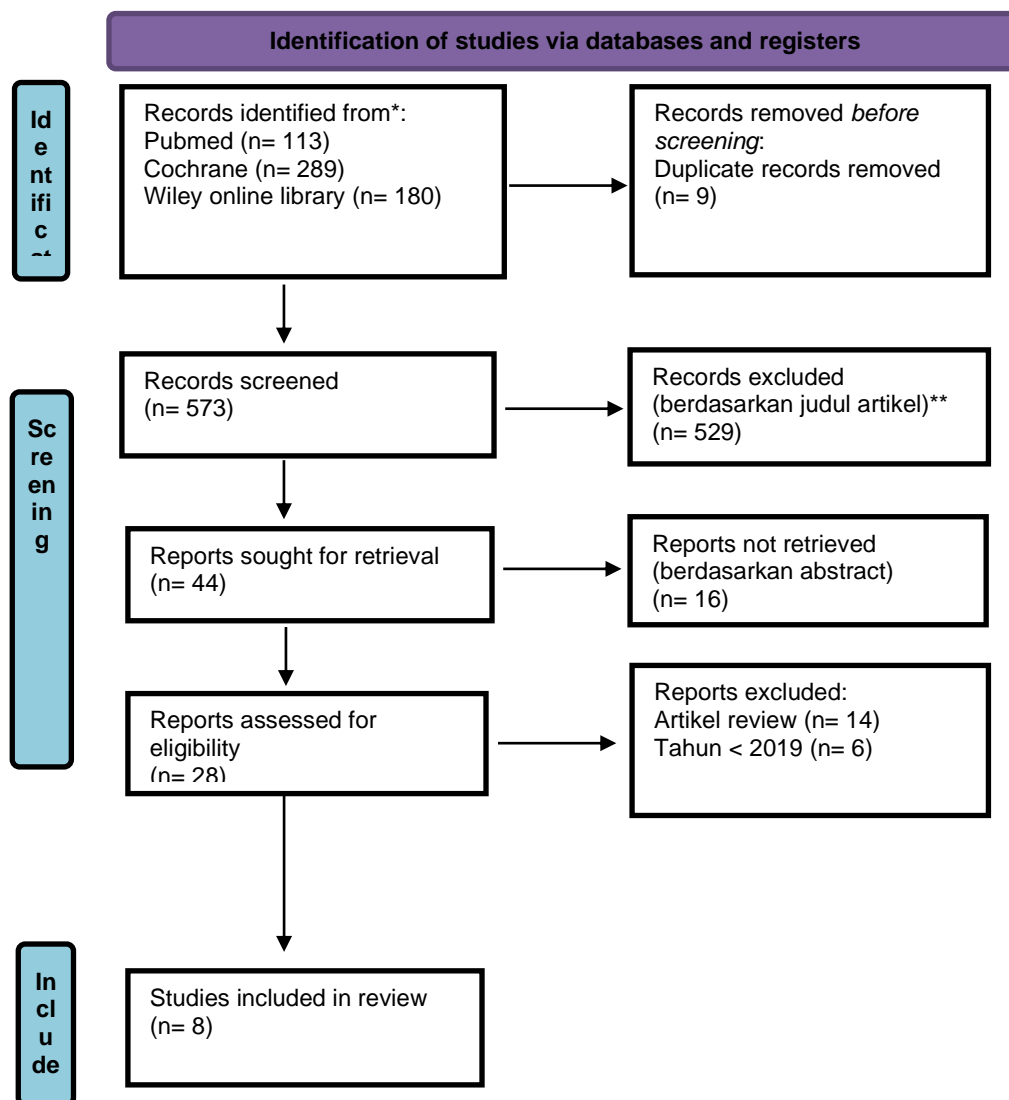 Identification of studies via databases and registers
Id
e
nt
ifi
c
Records identified from*:
Pubmed (n= 113)
Cochrane (n= 289)
Wiley online library (n= 180)
Records removed before
screening:
Duplicate records removed
(n= 9)
Sc
re
en
in
g
Records screened
(n= 573)
Records excluded
(berdasarkan judul artikel)**
(n= 529)
Reports sought for retrieval
(n= 44)
Reports not retrieved
(berdasarkan abstract)
(n= 16)
Reports assessed for
eligibility
(n= 28)
Reports excluded:
Artikel review (n= 14)
Tahun < 2019 (n= 6)
In
cl
u
de
Studies included in review
(n= 8)